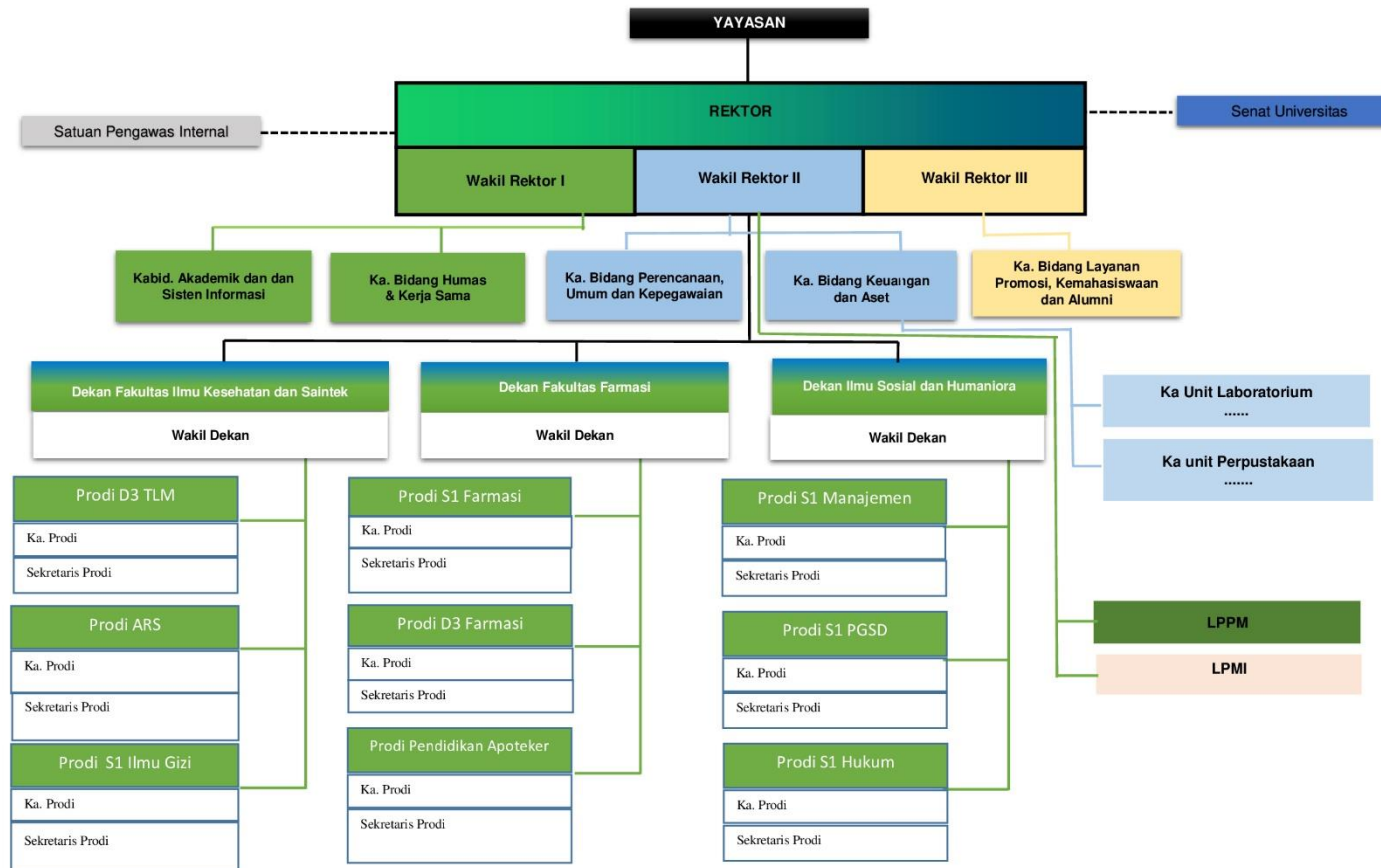 YAYASAN
REKTOR
Satuan Pengawas Internal
Senat Universitas
Wakil Rektor I
Wakil Rektor II
Wakil Rektor III
Kabid. Akademik dan dan
Sisten Informasi
Ka. Bidang Humas
& Kerja Sama
Ka. Bidang Perencanaan,
Umum dan Kepegawaian
Ka. Bidang Keuangan
dan Aset
Ka. Bidang Layanan
Promosi, Kemahasiswaan
dan Alumni
Dekan Fakultas Ilmu Kesehatan dan Saintek
Wakil Dekan
Dekan Fakultas Farmasi
Wakil Dekan
Dekan Ilmu Sosial dan Humaniora
Wakil Dekan
Ka Unit Laboratorium
......
Ka unit Perpustakaan
.......
Prodi D3 TLM
Ka. Prodi
Sekretaris Prodi
Prodi ARS
Ka. Prodi
Sekretaris Prodi
Prodi S1 Ilmu Gizi
Ka. Prodi
Sekretaris Prodi
Prodi S1 Farmasi
Ka. Prodi
Sekretaris Prodi
Prodi D3 Farmasi
Ka. Prodi
Sekretaris Prodi
Prodi Pendidikan Apoteker
Ka. Prodi
Sekretaris Prodi
Prodi S1 Manajemen
Ka. Prodi
Sekretaris Prodi
Prodi S1 PGSD
Ka. Prodi
Sekretaris Prodi
Prodi S1 Hukum
Ka. Prodi
Sekretaris Prodi
LPPM
LPMI